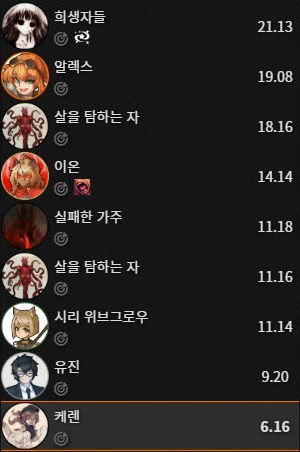 희생자들
21.13
알렉스
19.08
살을 탐하는 자
18.16
이온
14.14
실패한 가주
11.18
살을 탐하는 자
11.16
시리 위브그로우
11.14
유진
9.20
케렌
6.16